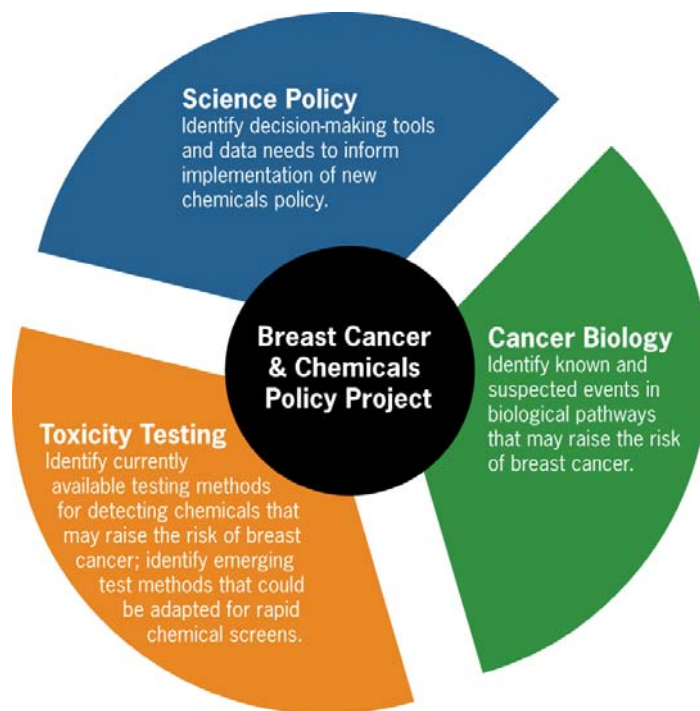 Science Policy
Identify decision-making tools
and data needs to inform
implementation of new
chemicals policy.
Breast Cancer
& Chemicals
Policy Project
Cancer Biology
Identify known and
suspected events in
biological pathways
that may raise the risk
of breast cancer.
Toxicity Testing
Identify currently
available testing methods
for detecting chemicals that
may raise the risk of breast
cancer; identify emerging
test methods that could
be adapted for rapid
chemical screens.